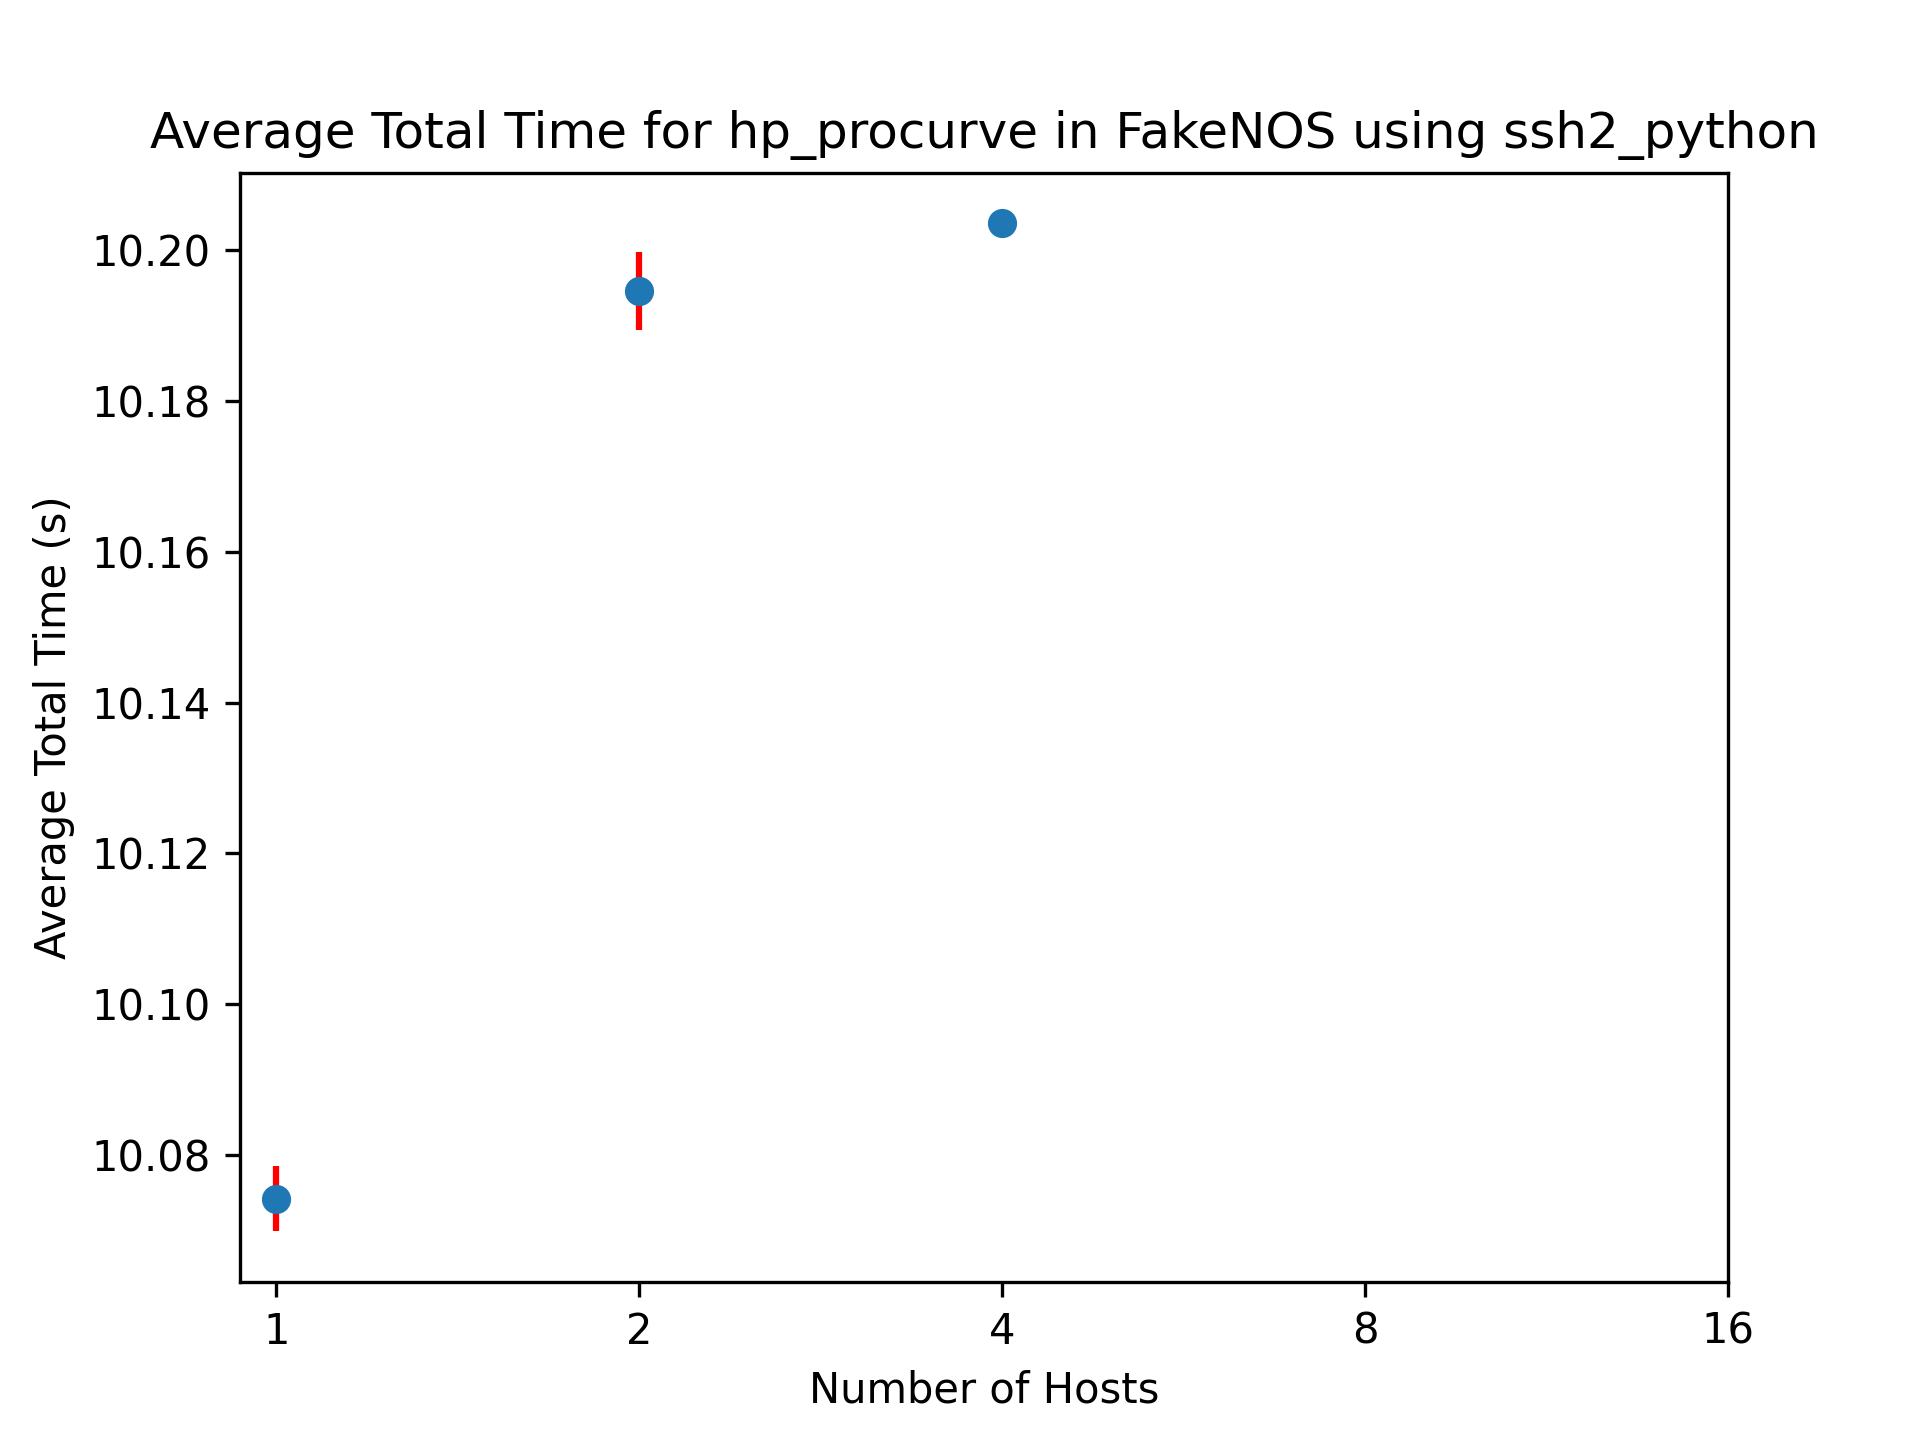 Average Total Time for hp_procurve in FakeNOS using ssh2_python
Average Total Time (s)
10.20
10.18
10.16
10.14
10.12
10.10
10.08
1 2 4 8 16
Number of Hosts